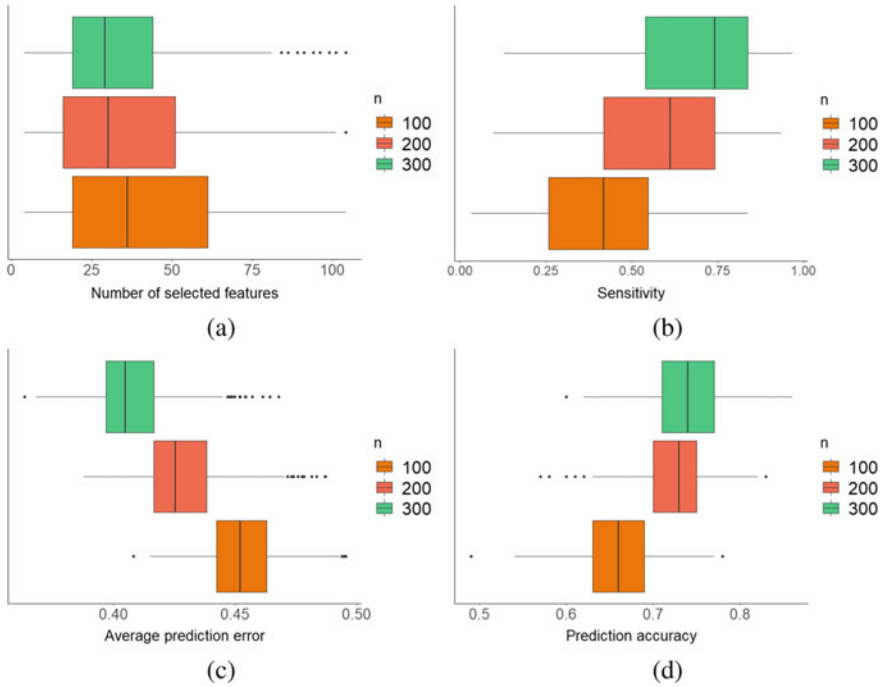 n
100
200
300
0 25 50 75 100
Number of selected features
(a)
n
100
200
300
0.00 0.25 0.50 0.75 1.00
Sensitivity
(b)
n
100
200
300
0.40 0.45 0.50
Average prediction error
(c)
n
100
200
300
0.5 0.6 0.7 0.8
Prediction accuracy
(d)